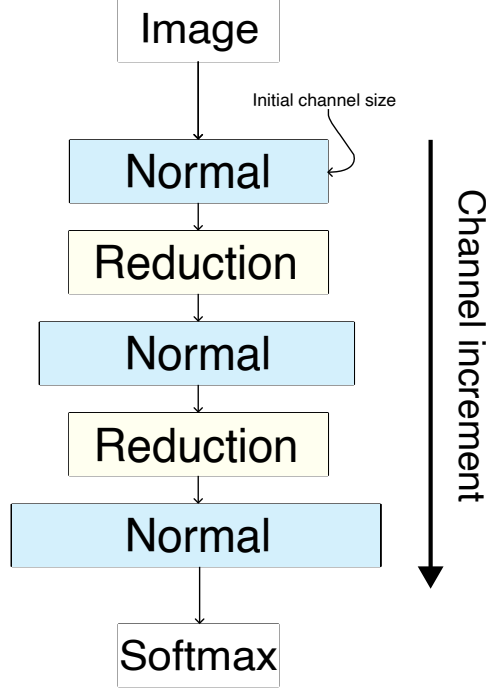 Image
Initial channel size
Normal
Reduction
Normal
Reduction
Normal
Softmax
Channel increment